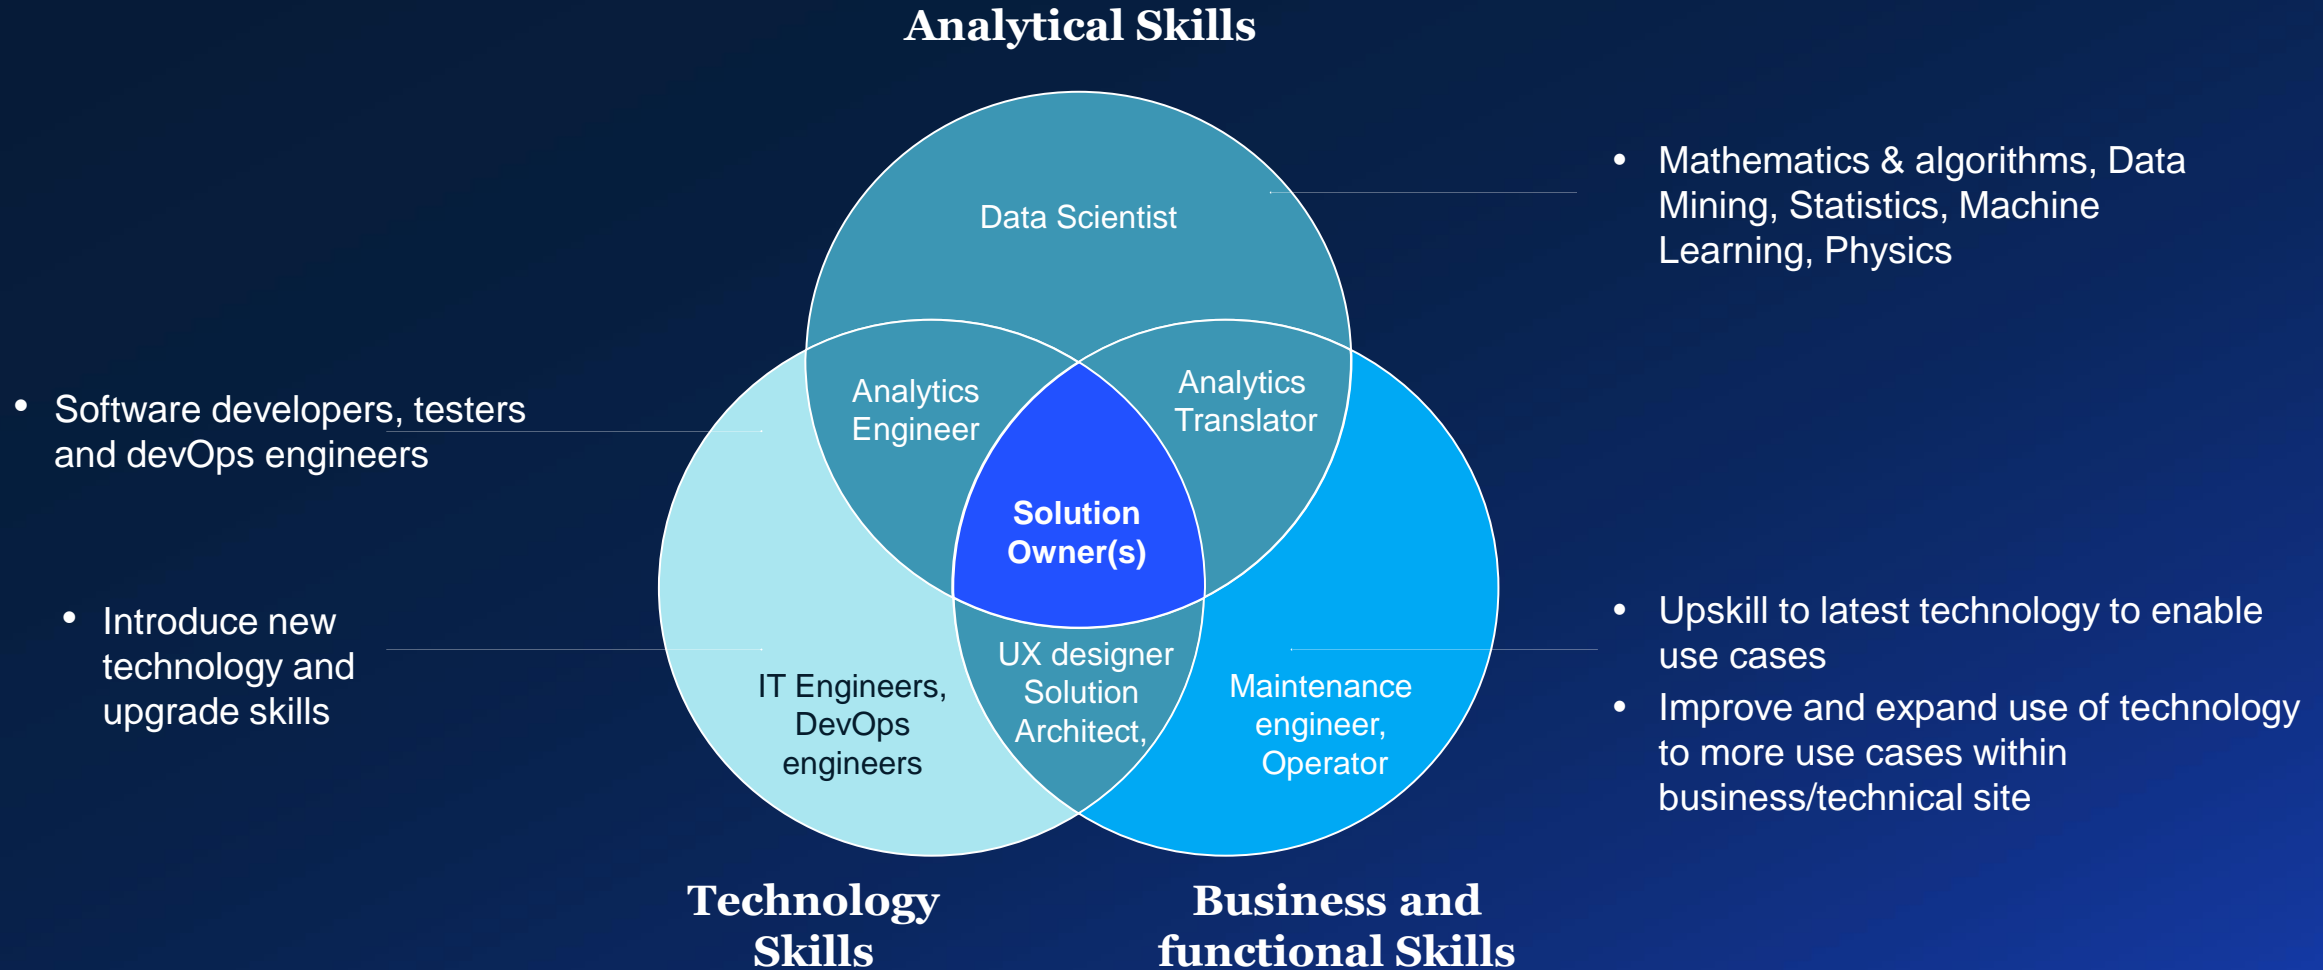 Analytical Skills
Data Scientist
• Mathematics & algorithms, Data
Mining, Statistics, Machine
Learning, Physics
• Software developers, testers
and devOps engineers
Analytics
Engineer
Analytics
Translator
Solution
Owner(s)
• Introduce new
technology and
upgrade skills
IT Engineers,
DevOps
engineers
UX designer
Solution
Architect,
Maintenance
engineer,
Operator
• Upskill to latest technology to enable
use cases
• Improve and expand use of technology
to more use cases within
business/technical site
Technology
Skills
Business and
functional Skills